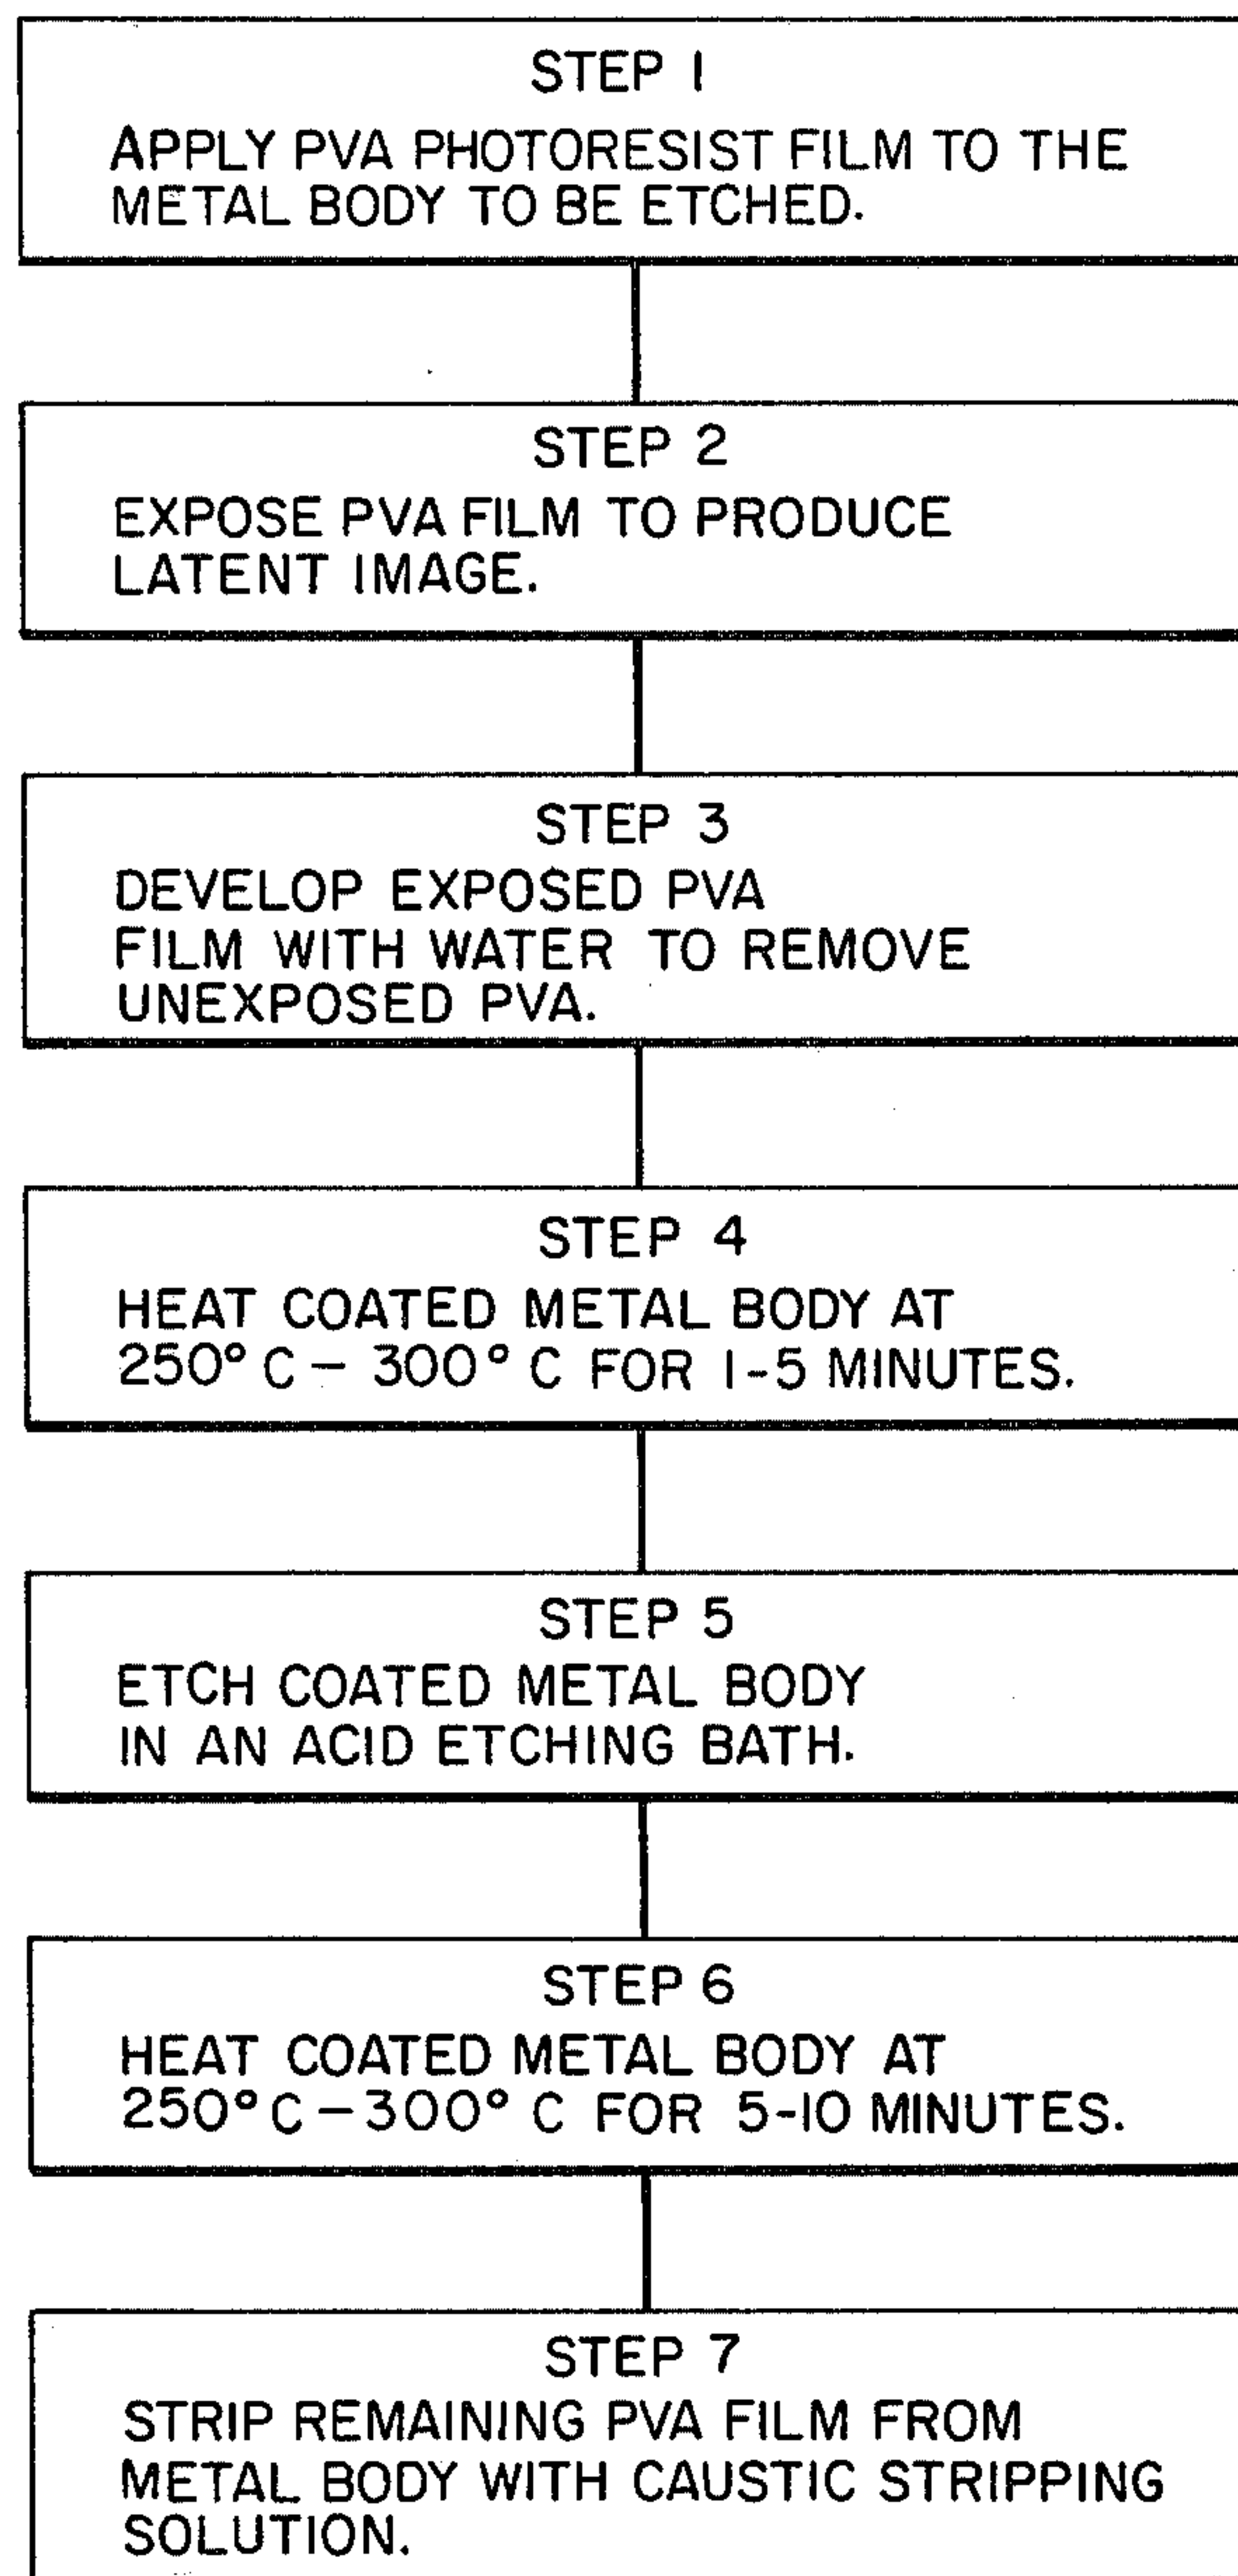 STEP 1
APPLY PVA PHOTORESIST FILM TO THE
METAL BODY TO BE ETCHED.
STEP 2
EXPOSE PVA FILM TO PRODUCE
LATENT IMAGE.
STEP 3
DEVELOP EXPOSED PVA
FILM WITH WATER TO REMOVE
UNEXPOSED PVA.
STEP 4
HEAT COATED METAL BODY AT
250° C – 300° C FOR 1-5 MINUTES.
STEP 5
ETCH COATED METAL BODY
IN AN ACID ETCHING BATH.
STEP 6
HEAT COATED METAL BODY AT
250° C – 300° C FOR 5-10 MINUTES.
STEP 7
STRIP REMAINING PVA FILM FROM
METAL BODY WITH CAUSTIC STRIPPING
SOLUTION.